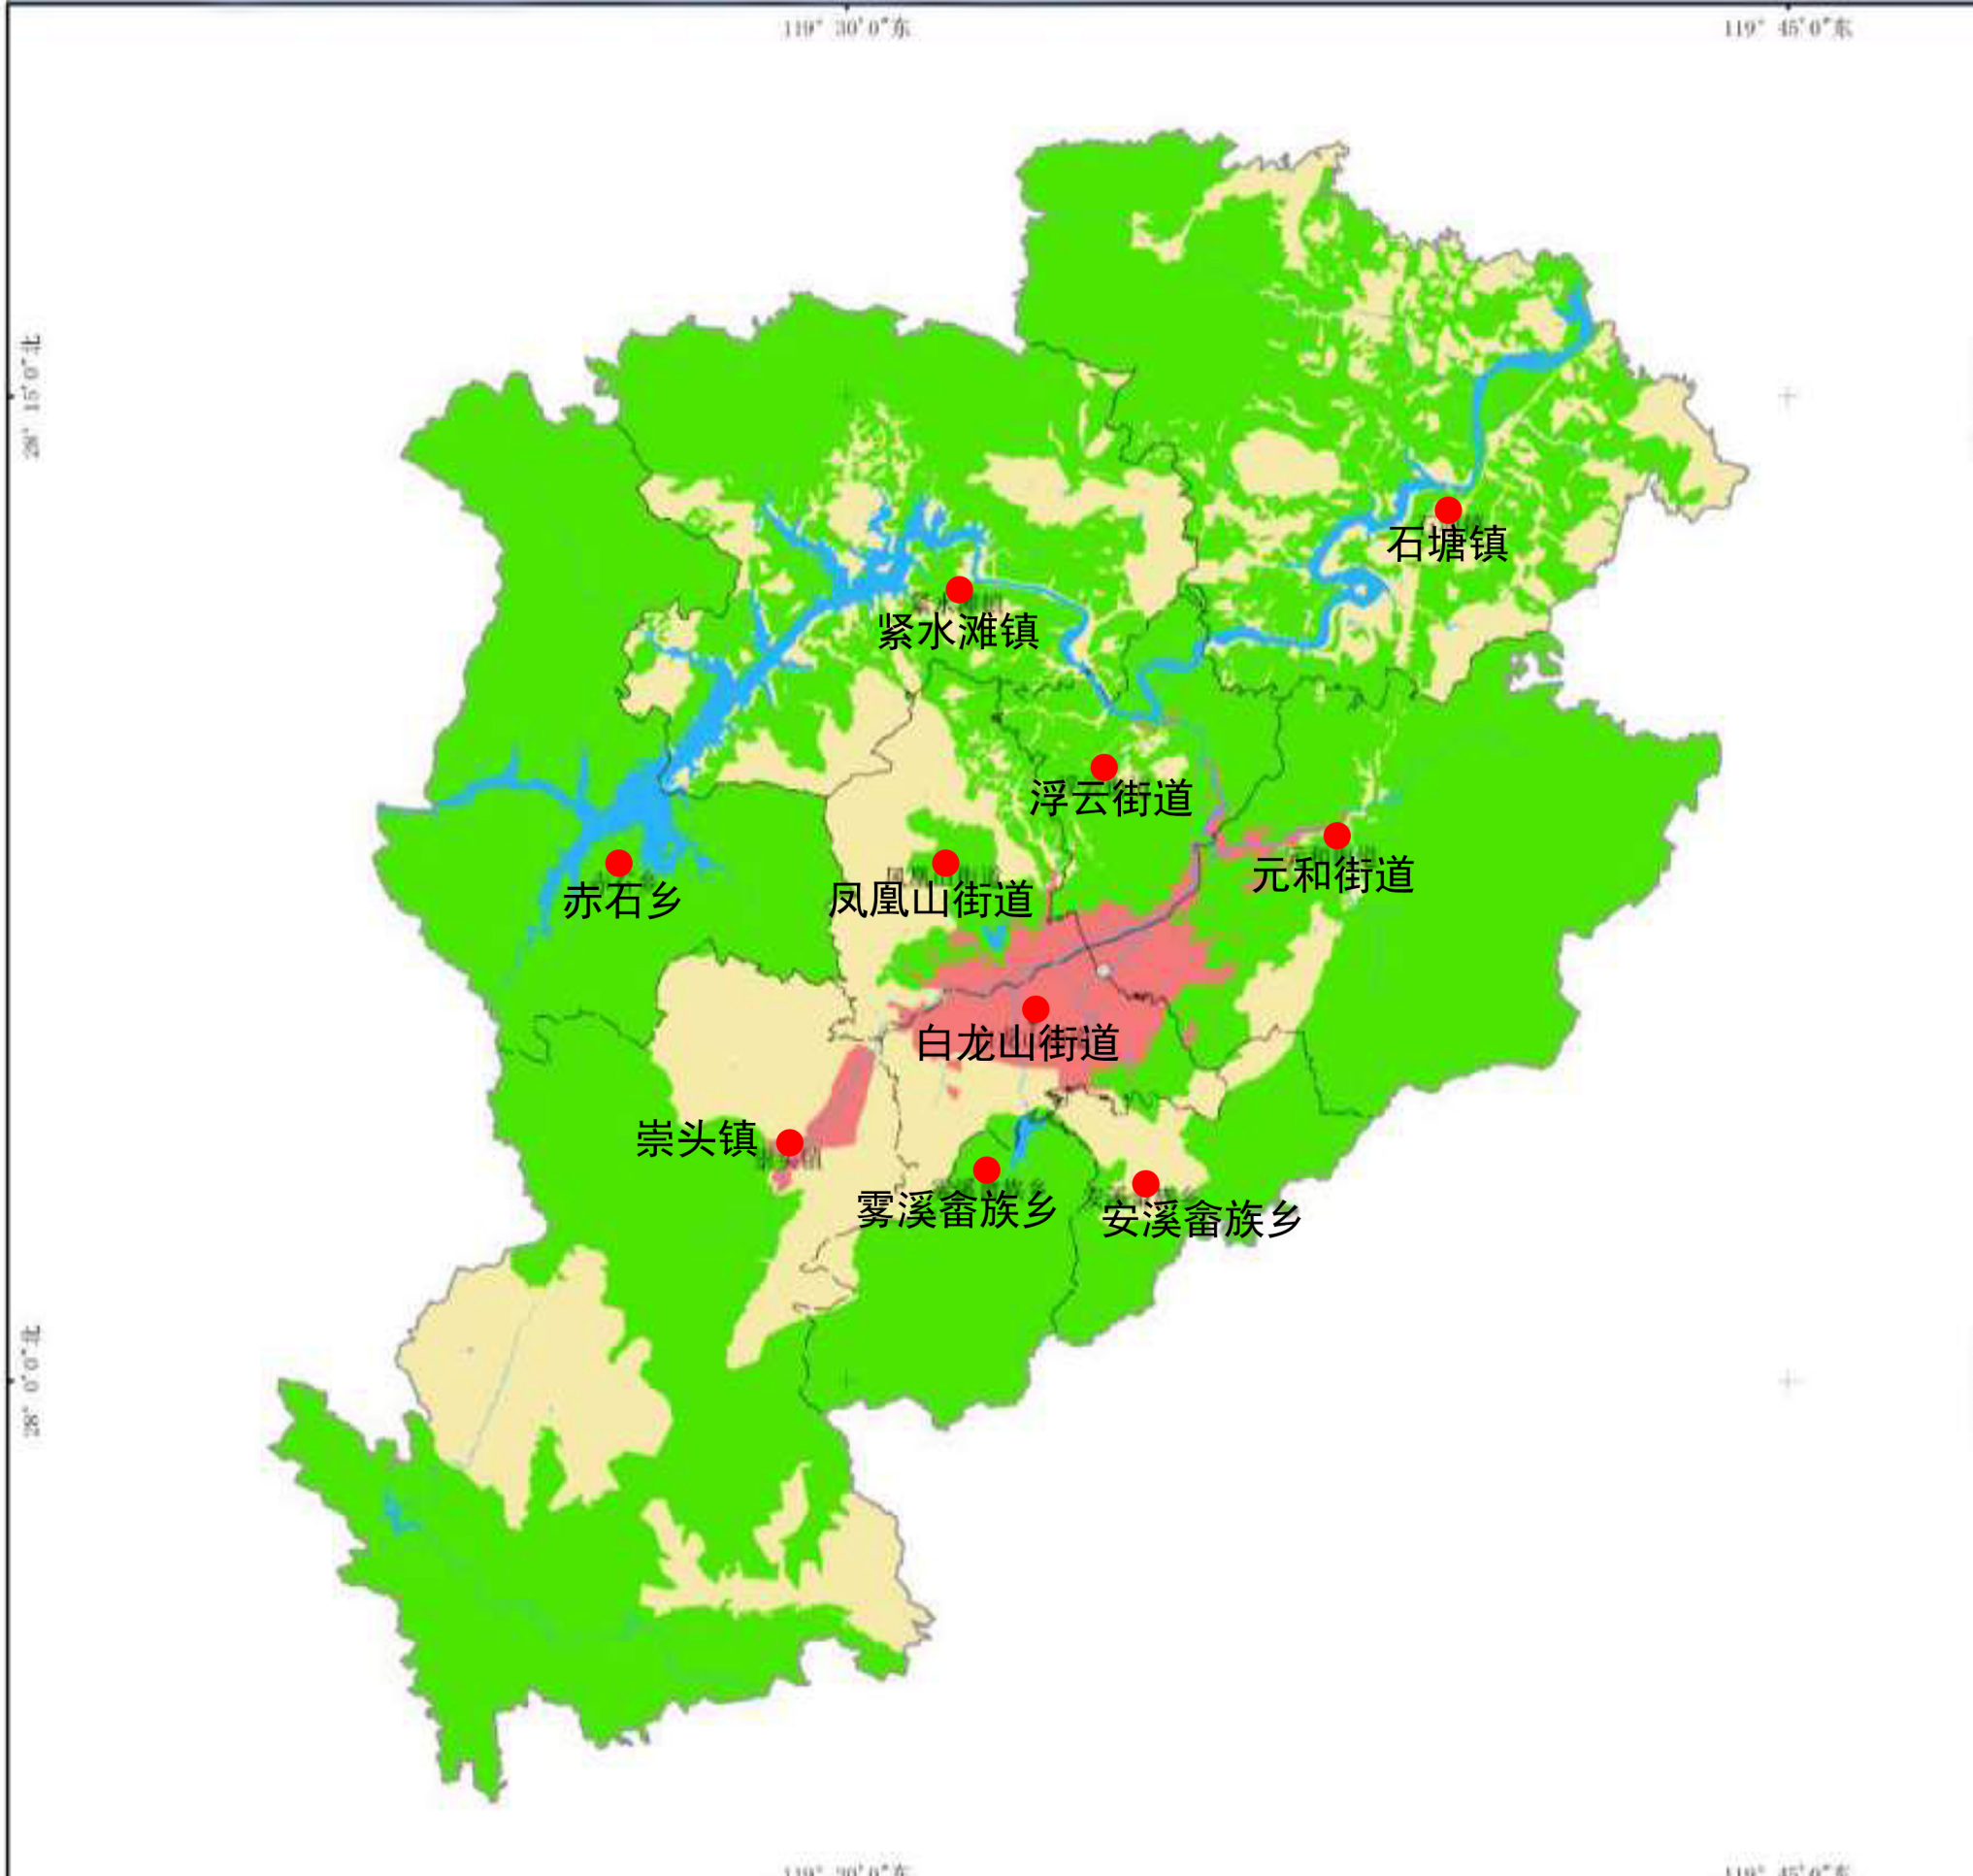 119° 30'0"东
119° 45'0"东
28° 15'0"北
石塘镇
紧水滩镇
浮云街道
元和街道
赤石乡
凤凰山街道
白龙山街道
崇头镇
雾溪畲族乡
安溪畲族乡
28° 0'0"北
119° 30'0"东
119° 45'0"东